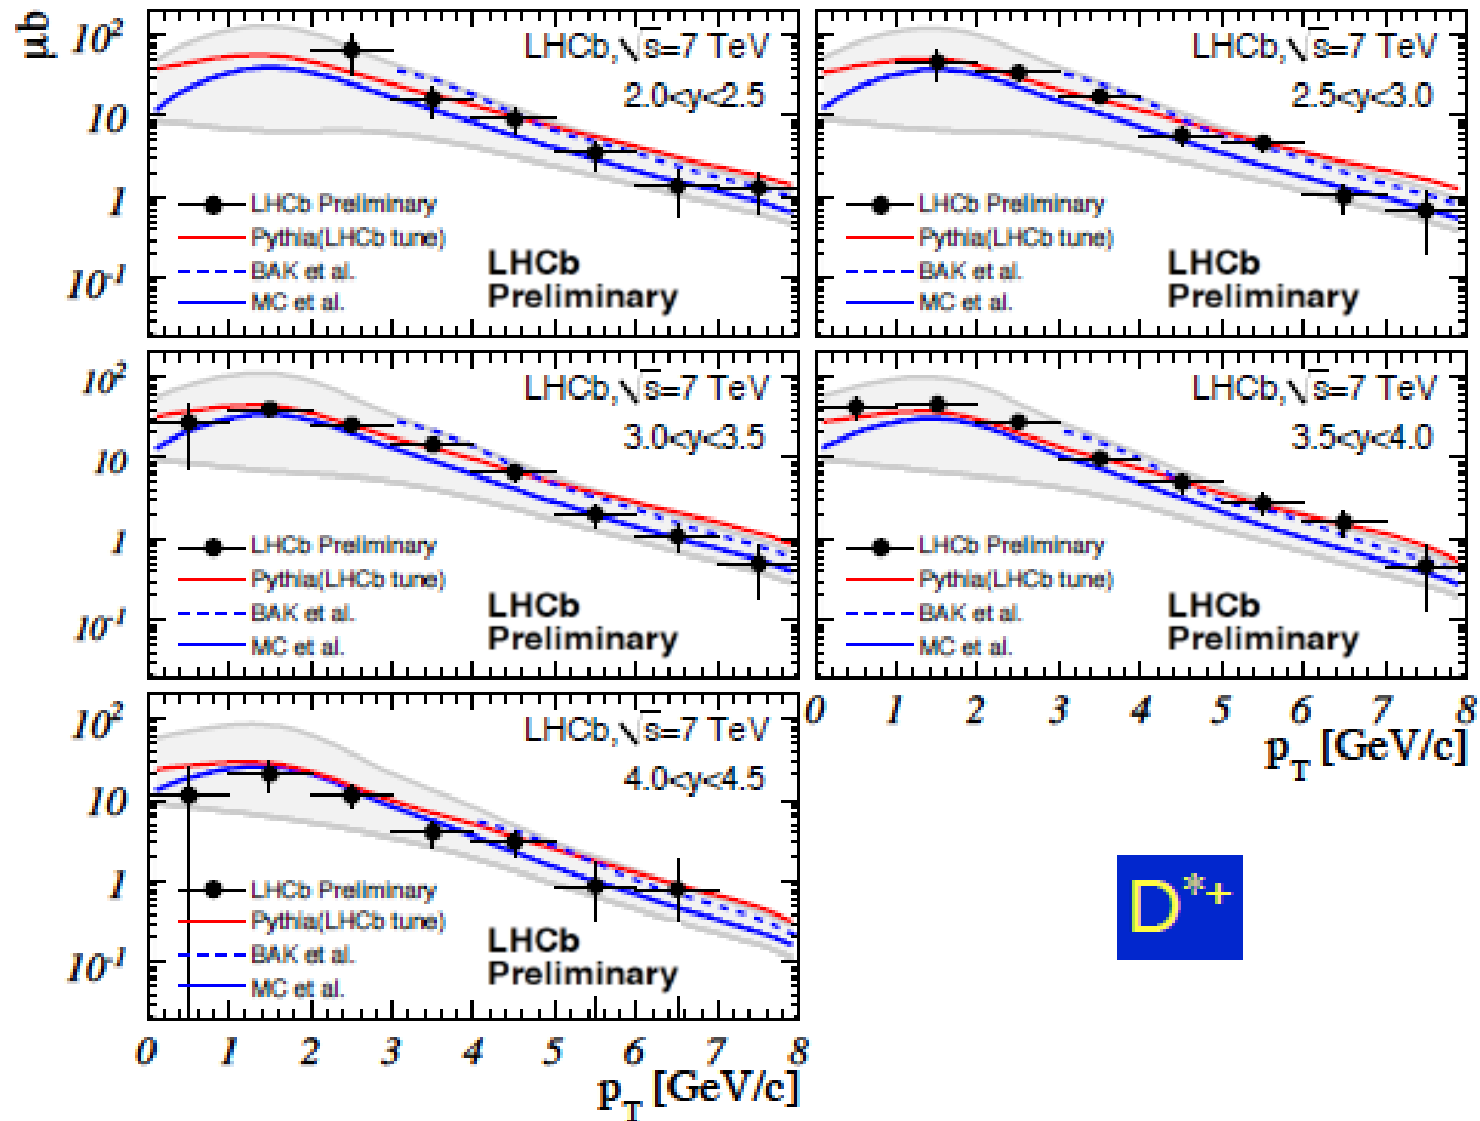 μb
10²
10
1
10⁻¹
LHCb,√s=7 TeV
2.0<y<2.5
LHCb Preliminary
Pythia(LHCb tune)
BAK et al.
MC et al.
LHCb
Preliminary
LHCb,√s=7 TeV
2.5<y<3.0
LHCb Preliminary
Pythia(LHCb tune)
BAK et al.
MC et al.
LHCb
Preliminary
10²
10
1
10⁻¹
LHCb,√s=7 TeV
3.0<y<3.5
LHCb Preliminary
Pythia(LHCb tune)
BAK et al.
MC et al.
LHCb
Preliminary
LHCb,√s=7 TeV
3.5<y<4.0
LHCb Preliminary
Pythia(LHCb tune)
BAK et al.
MC et al.
LHCb
Preliminary
0 1 2 3 4 5 6 7 8
p_T [GeV/c]
10²
10
1
10⁻¹
LHCb,√s=7 TeV
4.0<y<4.5
LHCb Preliminary
Pythia(LHCb tune)
BAK et al.
MC et al.
LHCb
Preliminary
0 1 2 3 4 5 6 7 8
p_T [GeV/c]
D*+